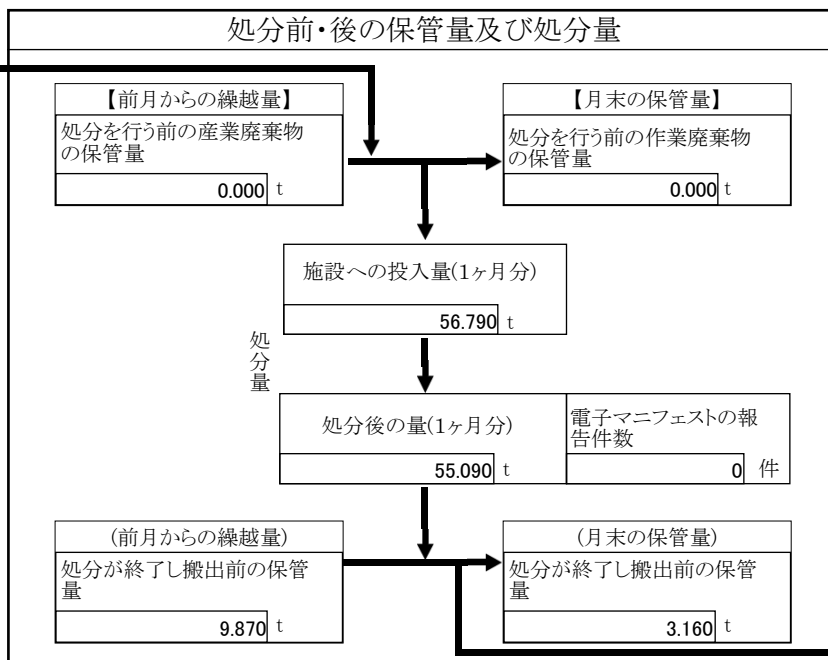 処分前・後の保管量及び処分量
【前月からの繰越量】
処分を行う前の産業廃棄物
の保管量
0.000 t
【月末の保管量】
処分を行う前の作業廃棄物
の保管量
0.000 t
施設への投入量(1ヶ月分)
56.790 t
処分量
処分後の量(1ヶ月分)
55.090 t
電子マニフェストの報
告件数
0 件
(前月からの繰越量)
処分が終了し搬出前の保管
量
9.870 t
(月末の保管量)
処分が終了し搬出前の保管
量
3.160 t